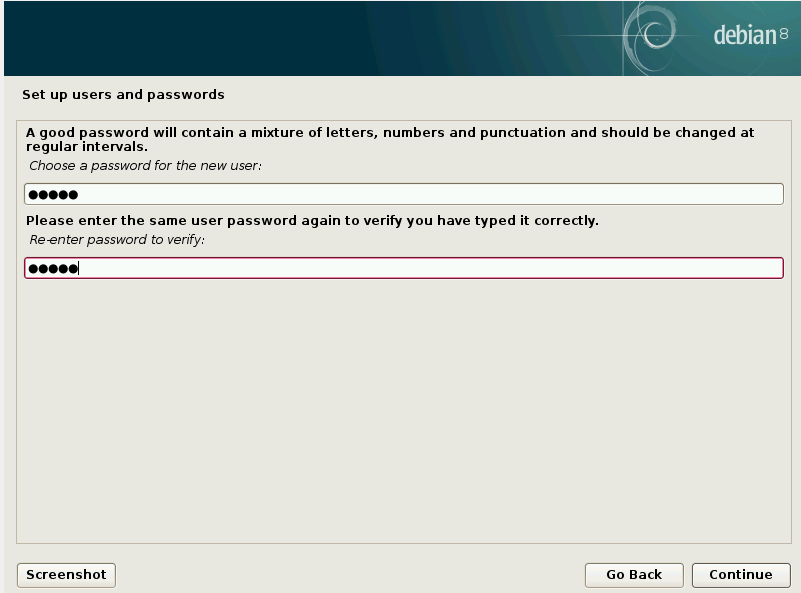 debian 8
Set up users and passwords
A good password will contain a mixture of letters, numbers and punctuation and should be changed at
regular intervals.
Choose a password for the new user:
●●●●●
Please enter the same user password again to verify you have typed it correctly.
Re-enter password to verify:
●●●●●
Screenshot Go Back Continue